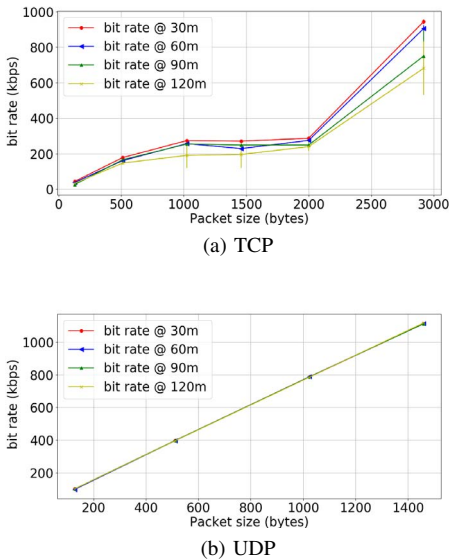 1000
800
600
400
200
0
bit rate (kbps)
bit rate @ 30m
bit rate @ 60m
bit rate @ 90m
bit rate @ 120m
0 500 1000 1500 2000 2500 3000
Packet size (bytes)
(a) TCP
1000
800
600
400
200
bit rate (kbps)
bit rate @ 30m
bit rate @ 60m
bit rate @ 90m
bit rate @ 120m
200 400 600 800 1000 1200 1400
Packet size (bytes)
(b) UDP